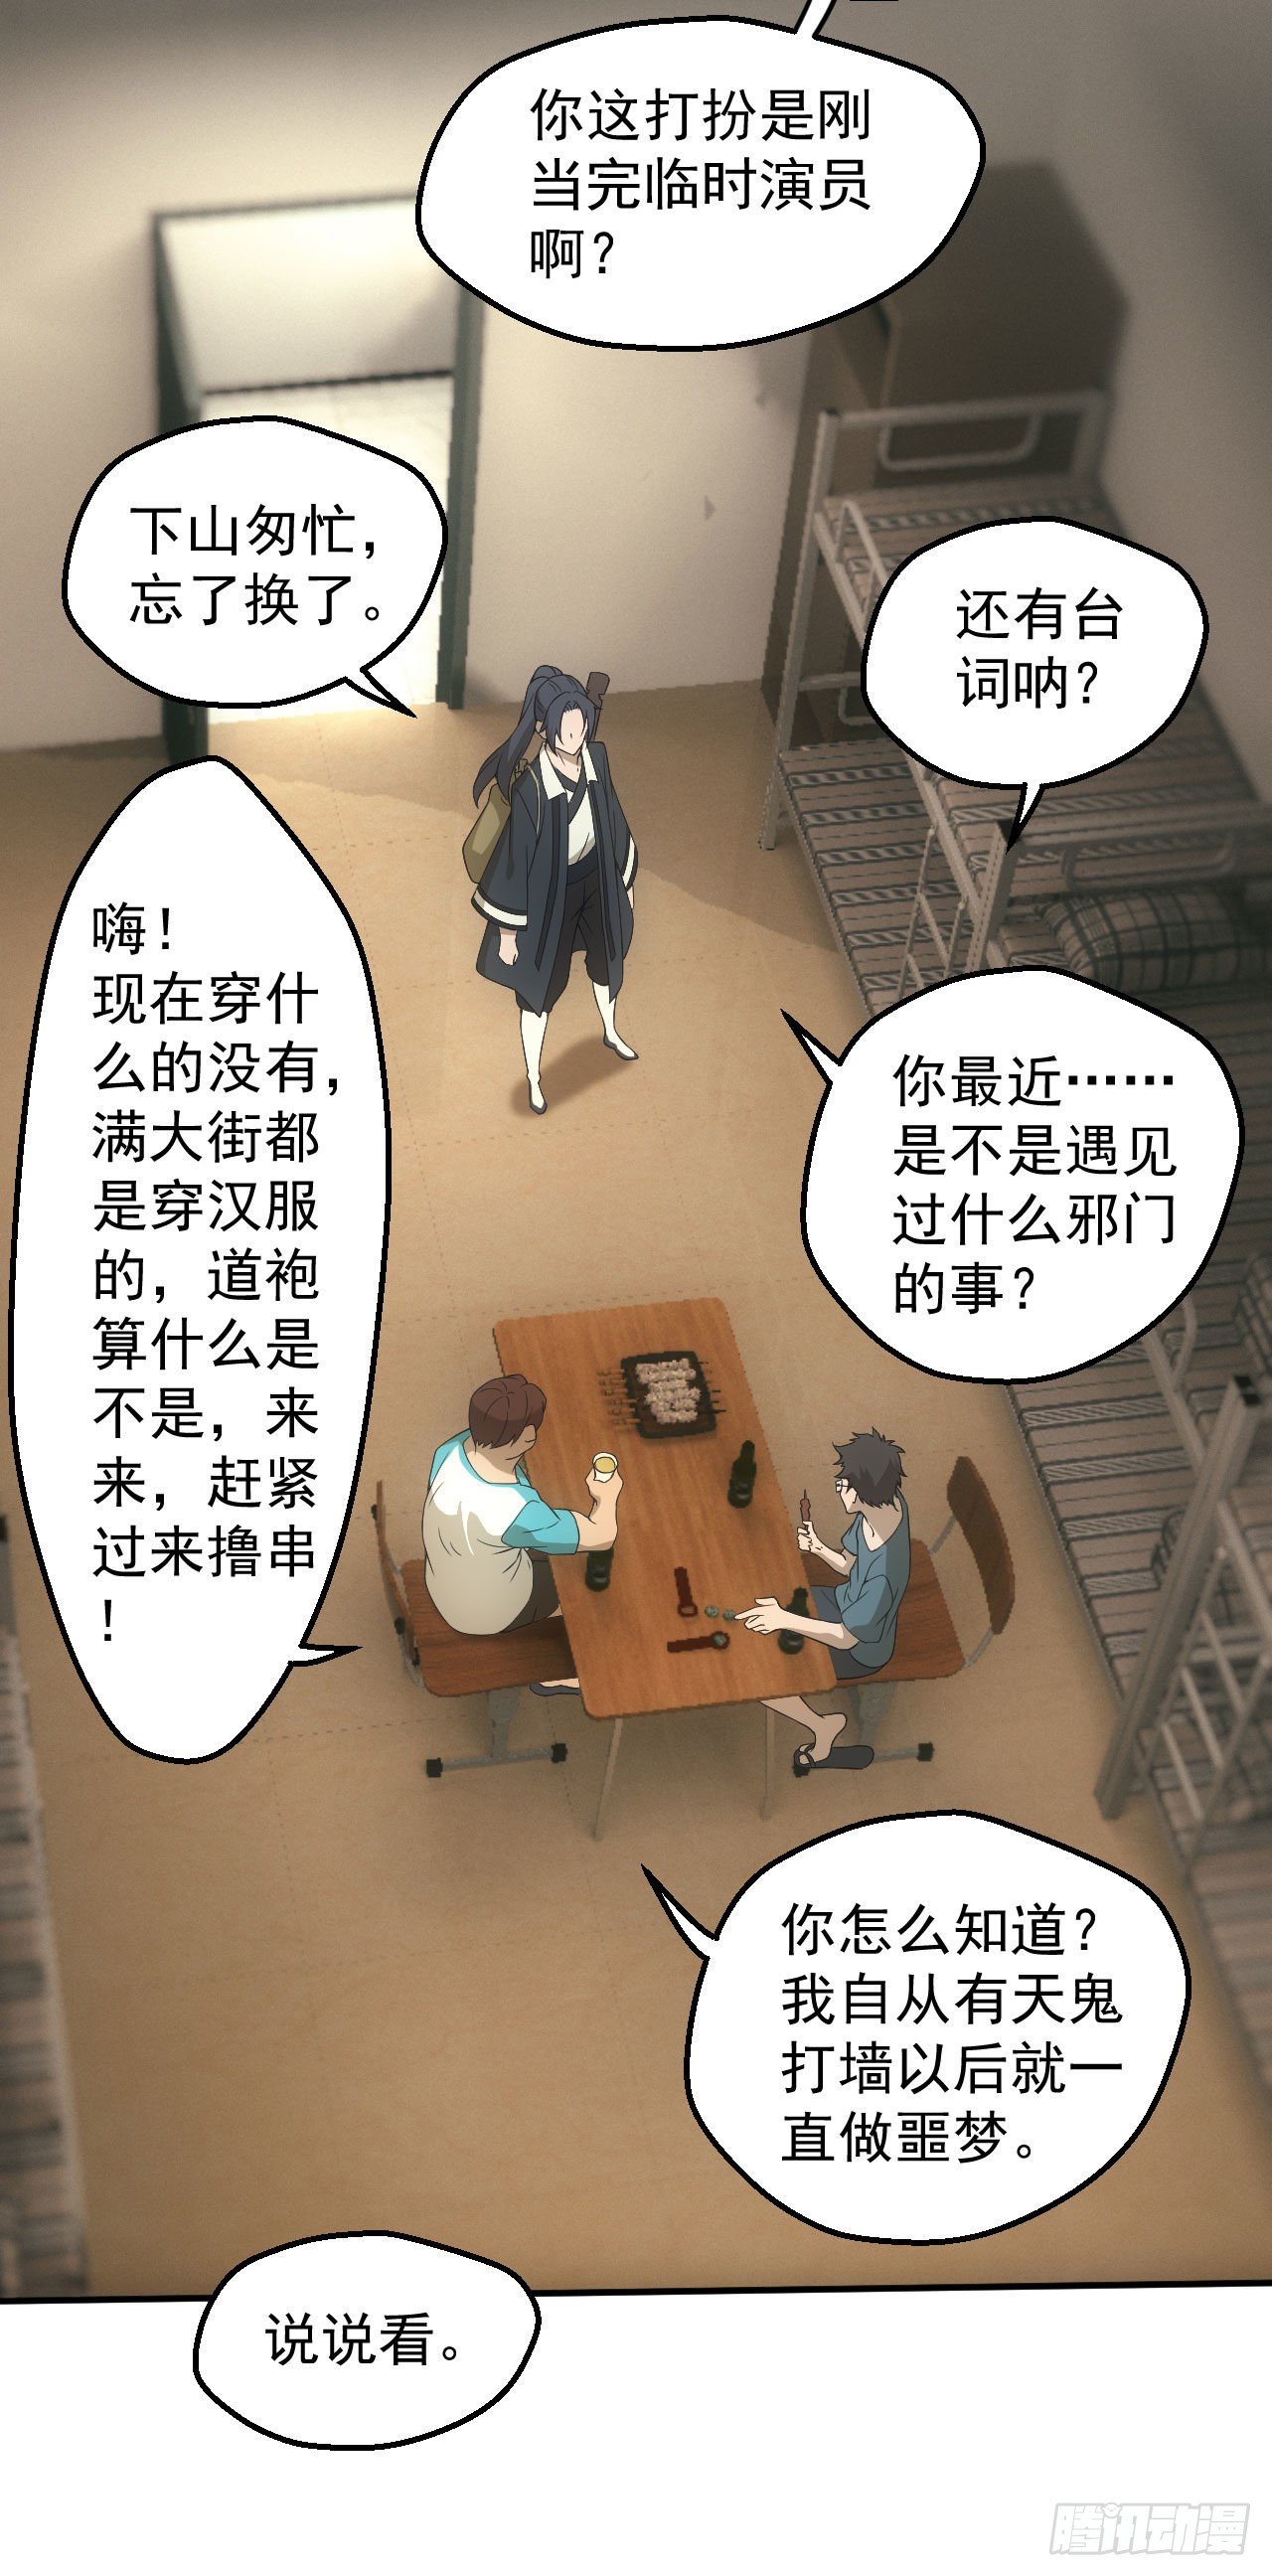 你这打扮是刚
当完临时演员
啊？
下山匆忙，
忘了换了。
还有台
词呐？
嗨！
现在穿什
么的没有，
满大街都
是穿汉服
的，道袍
算什么是
不是，来
来，赶紧
过来撸串
！
你最近……
是不是遇见
过什么邪门
的事？
你怎么知道？
我自从有天鬼
打墙以后就一
直做噩梦。
说说看。
腾讯动漫